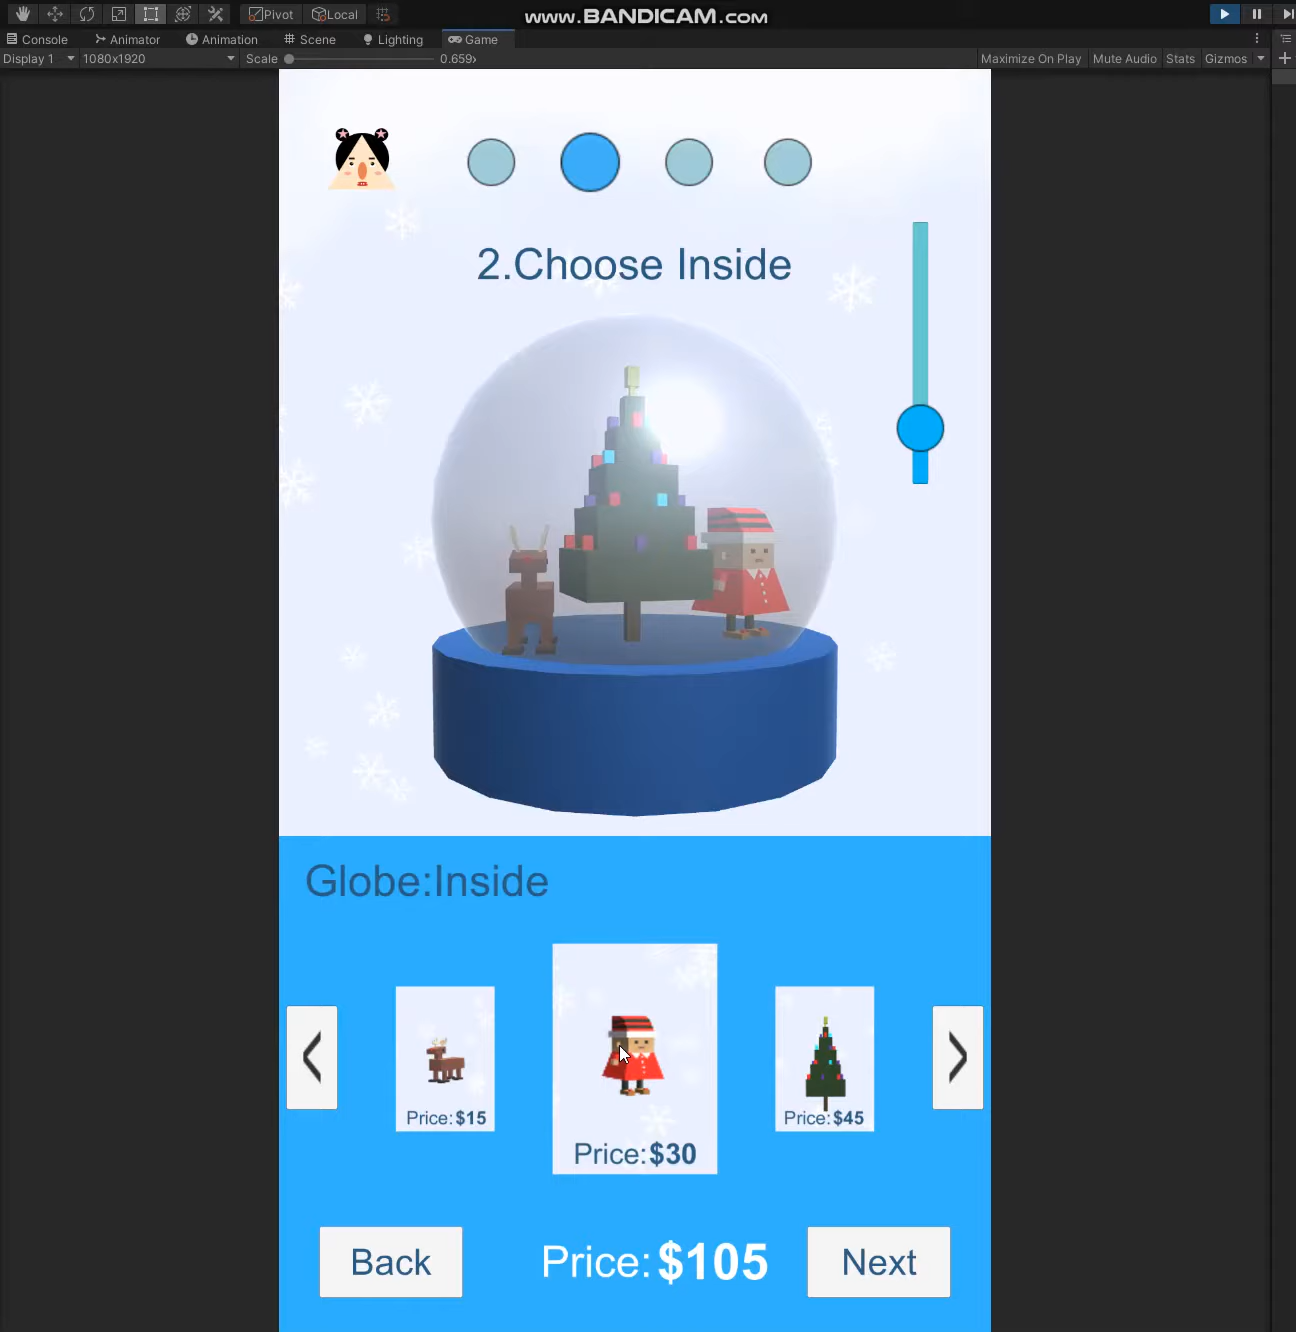 Pivot Local www.BANDICAM.com
Console Animator Animation Scene Lighting Game
Display 1 1080x1920 Scale 0.659x Maximize On Play Mute Audio Stats Gizmos
2.Choose Inside
Globe:Inside
Price:$15 Price:$30 Price:$45
Back Price:$105 Next